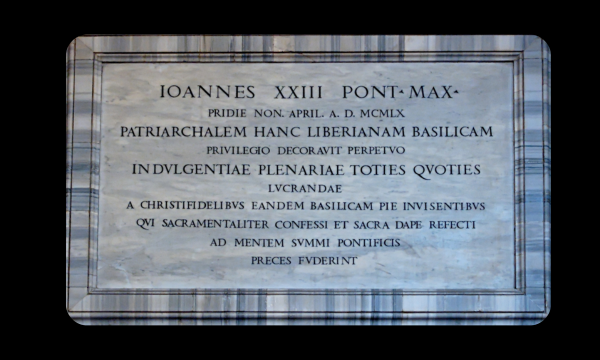 IOANNES XXIII PONT· MAX·
PRIDIE NON. APRIL. A. D. MCMLX
PATRIARCHALEM HANC LIBERIANAM BASILICAM
PRIVILEGIO DECORAVIT PERPETVO
INDVLGENTIAE PLENARIAE TOTIES QVOTIES
LVCRANDAE
A CHRISTIFIDELIBVS EANDEM BASILICAM PIE INVISENTIBVS
QVI SACRAMENTALITER CONFESSI ET SACRA DAPE REFECTI
AD MENTEM SVMMI PONTIFICIS
PRECES FVDERINT